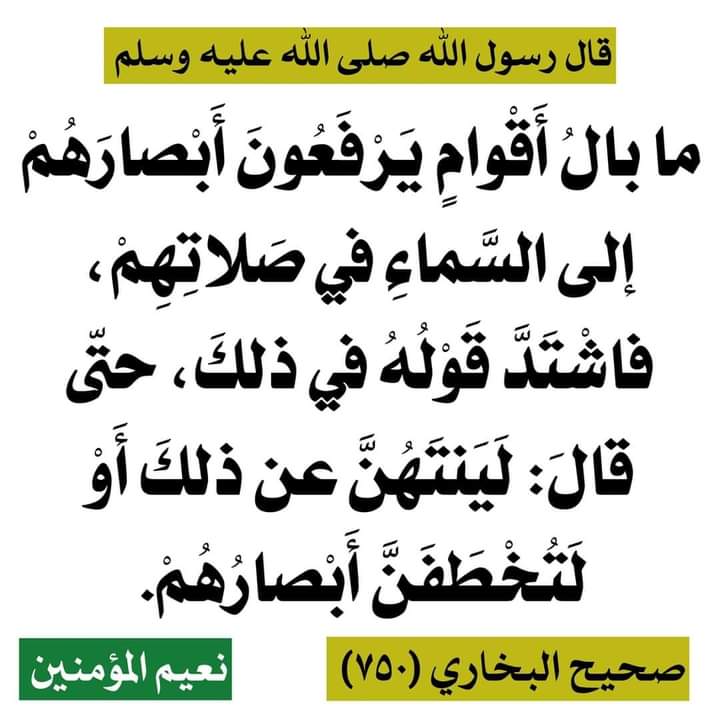 قال رسول الله صلى الله عليه وسلم
ما بالُ أَقْوامٍ يَرْفَعُونَ أَبْصارَهُمْ
إلى السَّماءِ في صَلاتِهِمْ،
فاشْتَدَّ قَوْلُهُ في ذلكَ، حتّى
قالَ: لَيَنتَهُنَّ عن ذلكَ أَوْ
لَتُخْطَفَنَّ أَبْصارُهُمْ.
صحيح البخاري (٧٥٠)
نعيم المؤمنين